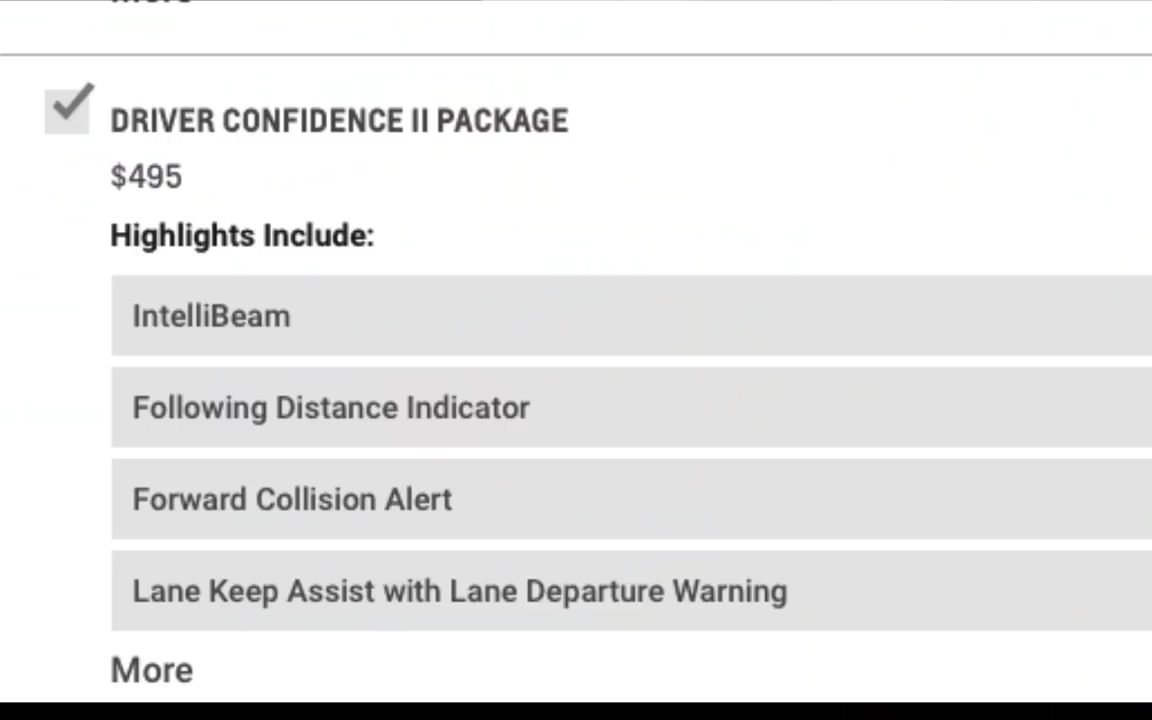 DRIVER CONFIDENCE II PACKAGE
$495
Highlights Include:
IntelliBeam
Following Distance Indicator
Forward Collision Alert
Lane Keep Assist with Lane Departure Warning
More